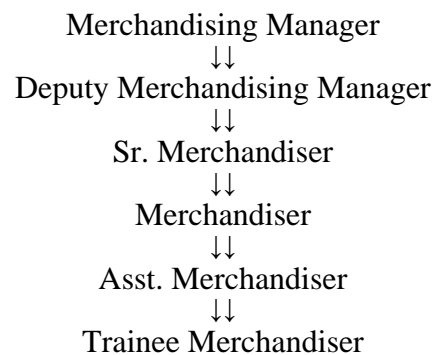 Merchandising Manager
↓↓
Deputy Merchandising Manager
↓↓
Sr. Merchandiser
↓↓
Merchandiser
↓↓
Asst. Merchandiser
↓↓
Trainee Merchandiser